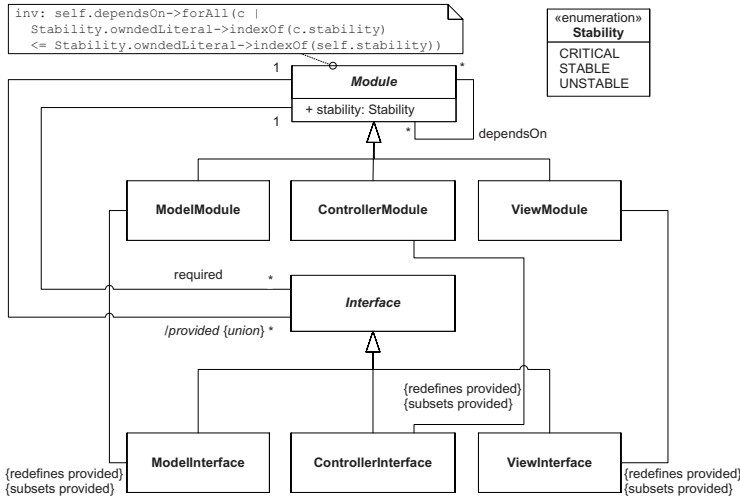 inv: self.dependsOn->forAll(c |
Stability.owndedLiteral->indexOf(c.stability)
<= Stability.owndedLiteral->indexOf(self.stability))
«enumeration»
Stability
CRITICAL
STABLE
UNSTABLE
1
*
Module
+ stability: Stability
1
*
dependsOn
ModelModule
ControllerModule
ViewModule
required
*
Interface
/provided {union} *
{redefines provided}
{subsets provided}
ModelInterface
ControllerInterface
ViewInterface
{redefines provided}
{subsets provided}
{redefines provided}
{subsets provided}